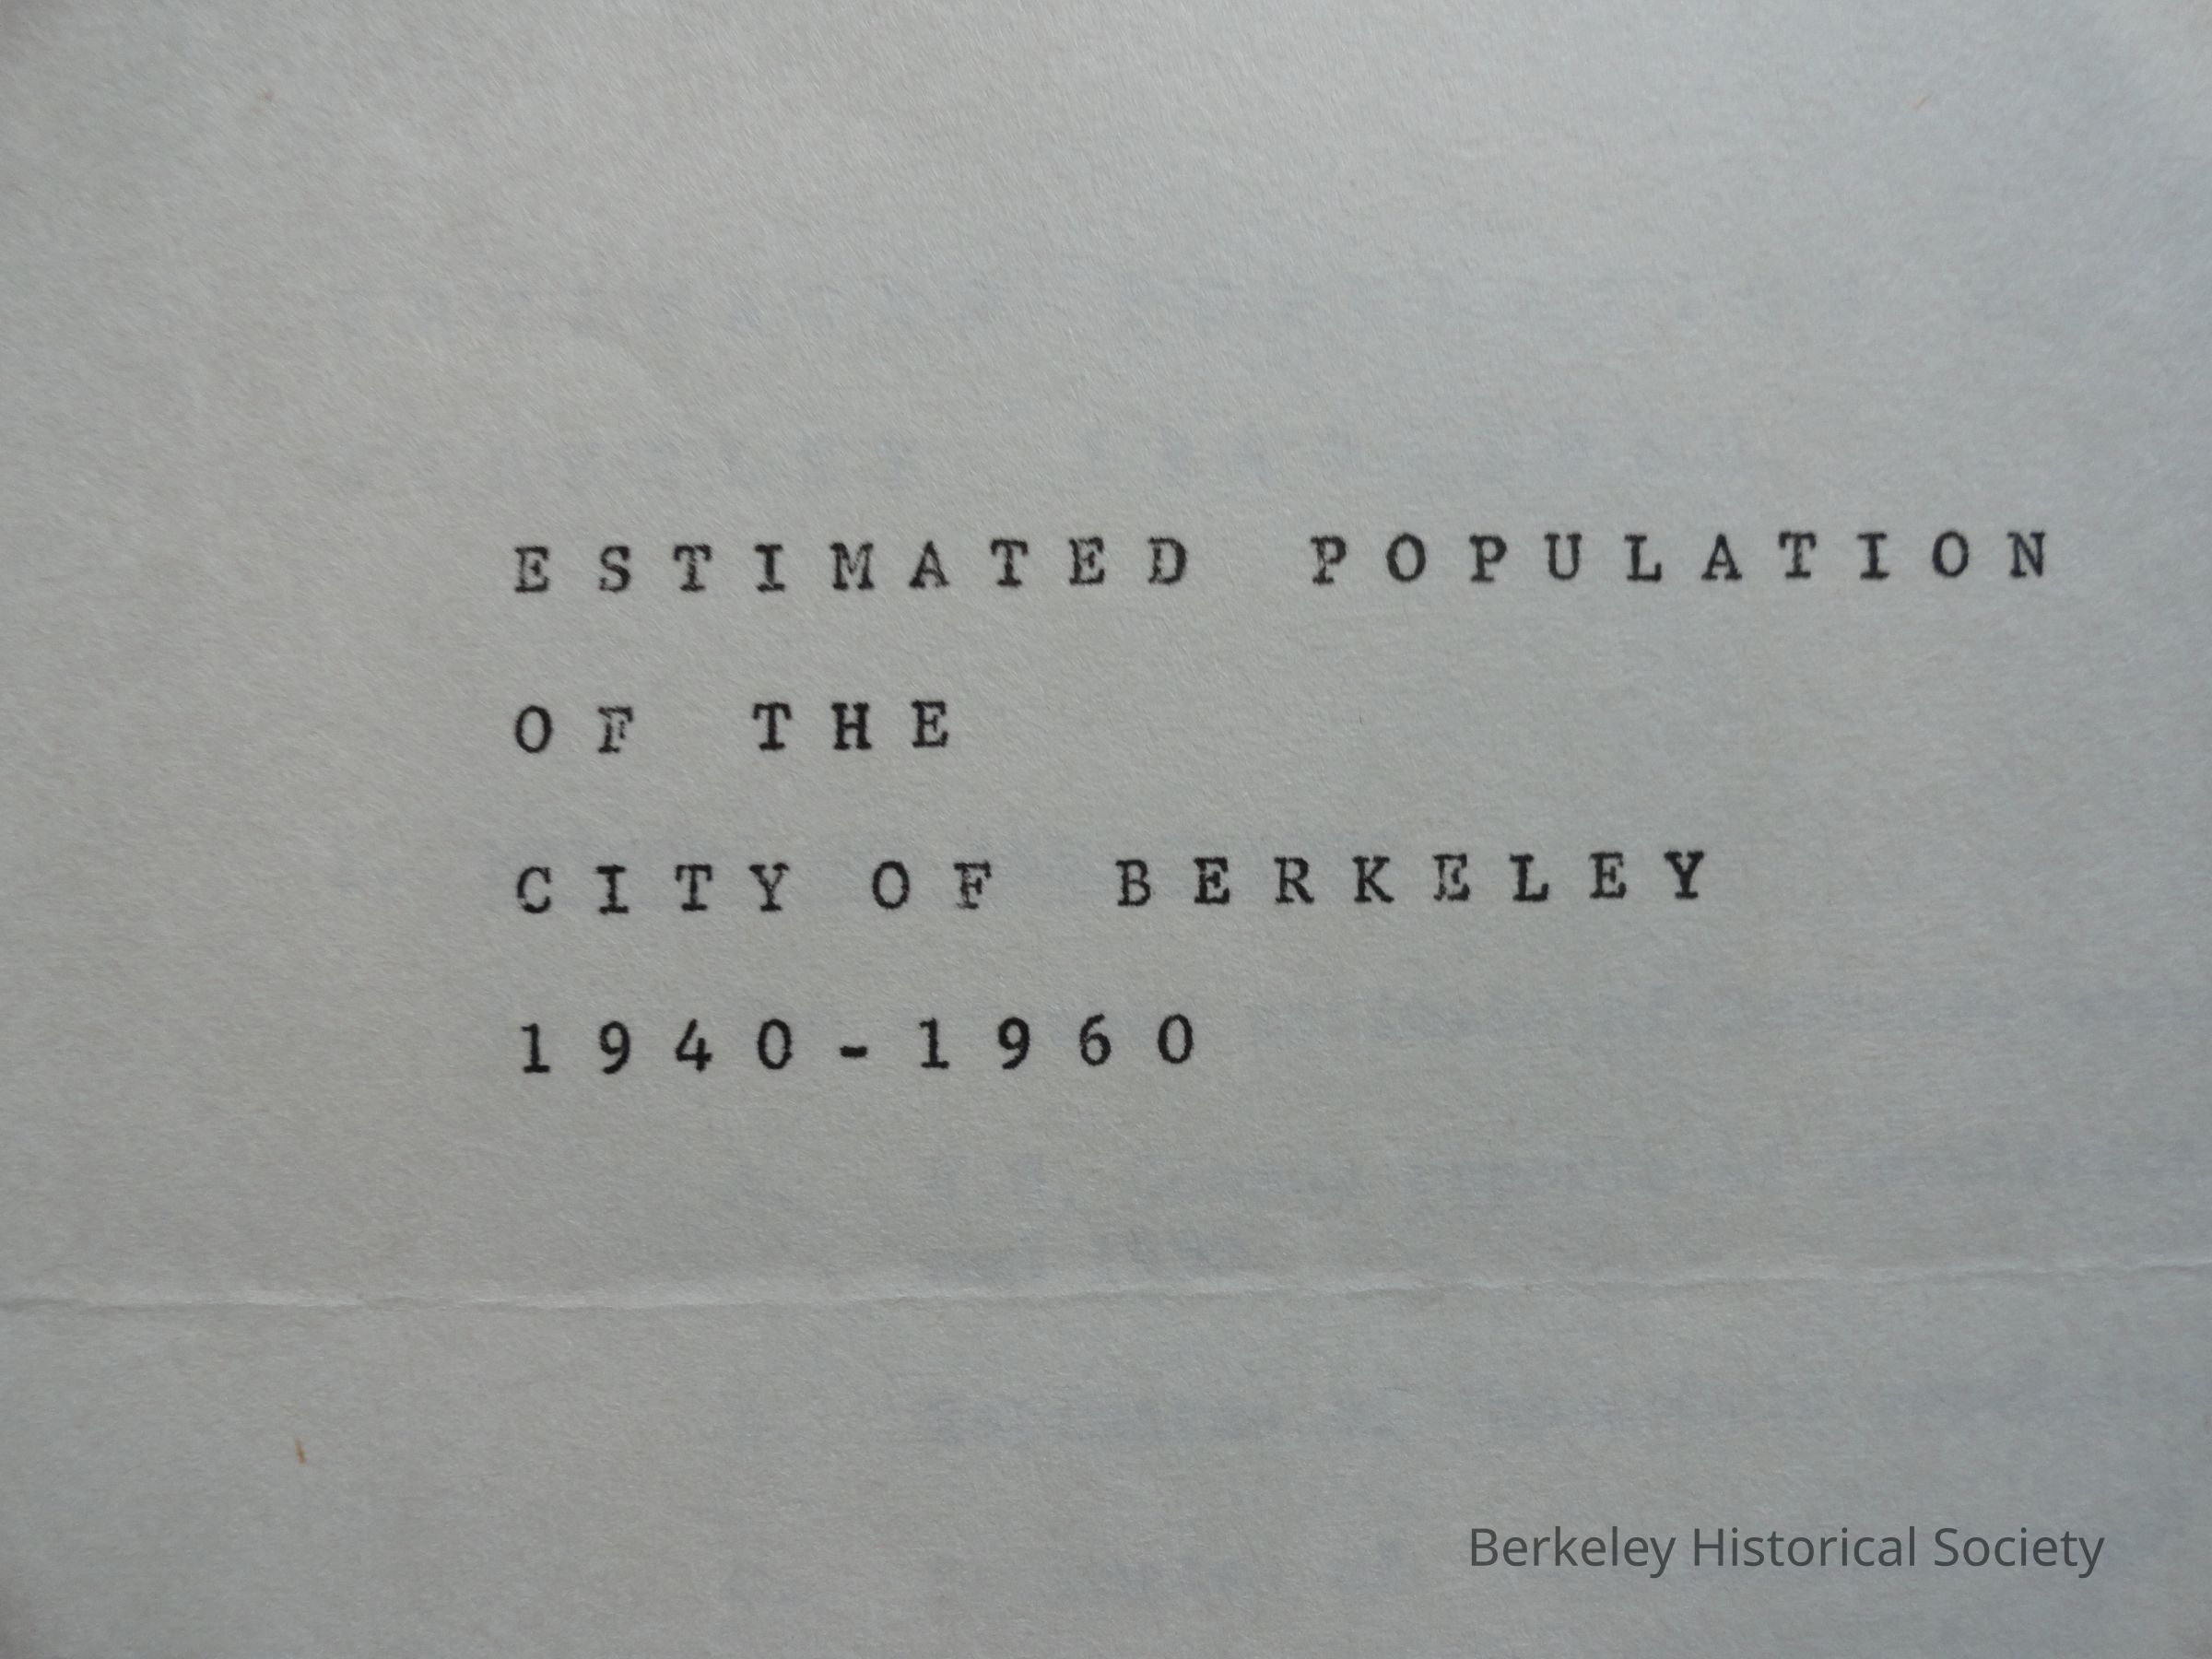 ESTIMATED POPULATION
OF THE
CITY OF BERKELEY
1940-1960
Berkeley Historical Society